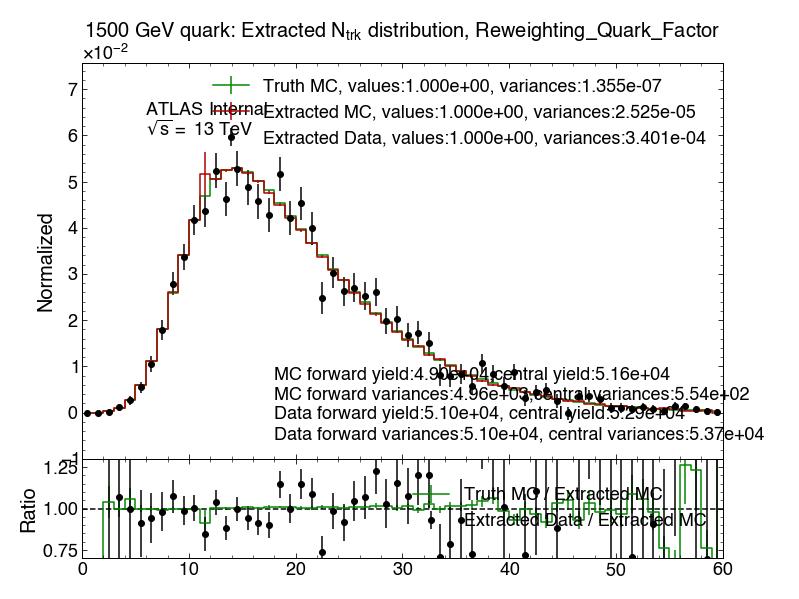 1500 GeV quark: Extracted Ntrk distribution, Reweighting_Quark_Factor
×10−2
Truth MC, values:1.000e+00, variances:1.355e-07
ATLAS Internal
Extracted MC, values:1.000e+00, variances:2.525e-05
√s = 13 TeV
Extracted Data, values:1.000e+00, variances:3.401e-04
7
6
5
4
3
2
1
0
Normalized
MC forward yield:4.90e+04,central yield:5.16e+04
MC forward variances:4.96e+03,central variances:5.54e+02
Data forward yield:5.10e+04, central yield:5.29e+04
Data forward variances:5.10e+04, central variances:5.37e+04
1.25
1.00
0.75
Ratio
Truth MC / Extracted MC
Extracted Data / Extracted MC
0 10 20 30 40 50 60